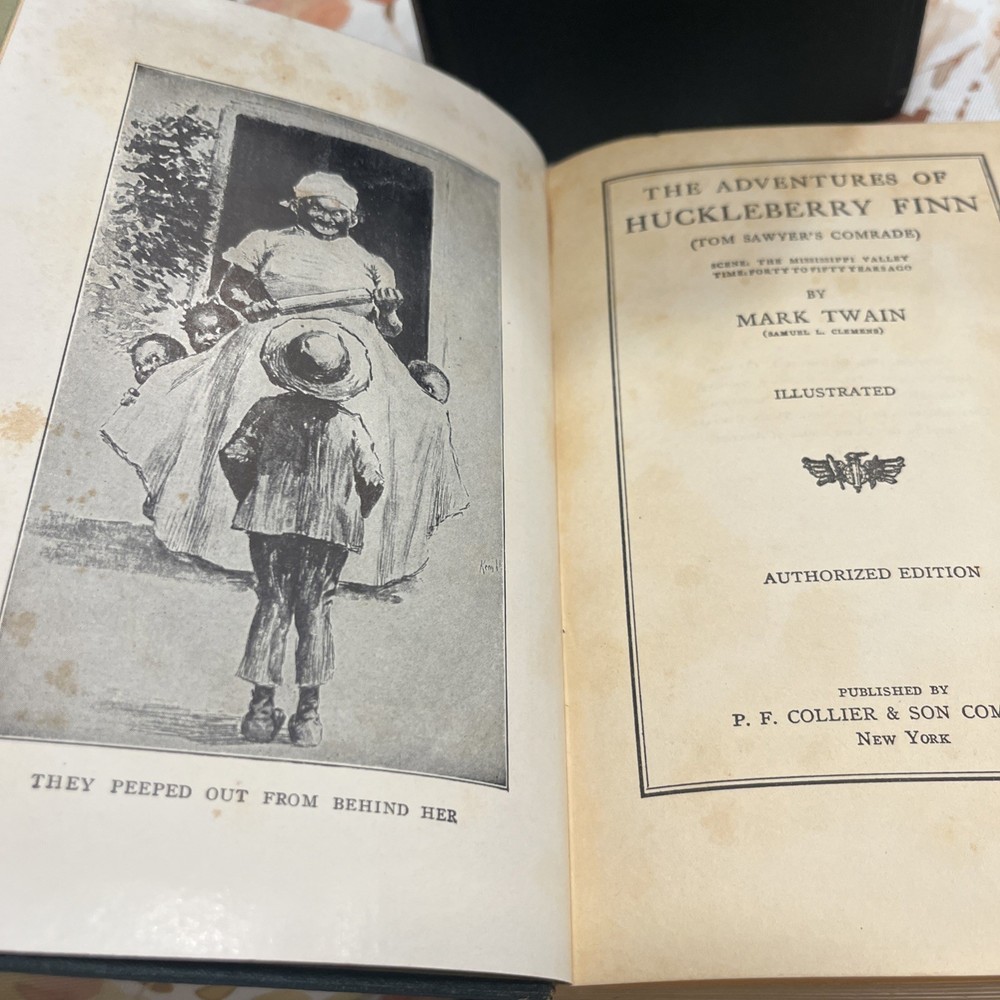 THEY PEEPED OUT FROM BEHIND HER
THE ADVENTURES OF
HUCKLEBERRY FINN
(TOM SAWYER'S COMRADE)
SCENE: THE MISSISSIPPI VALLEY
TIME: FORTY TO FIFTY YEARS AGO
BY
MARK TWAIN
(SAMUEL L. CLEMENS)
ILLUSTRATED
AUTHORIZED EDITION
PUBLISHED BY
P. F. COLLIER & SON COM
NEW YORK